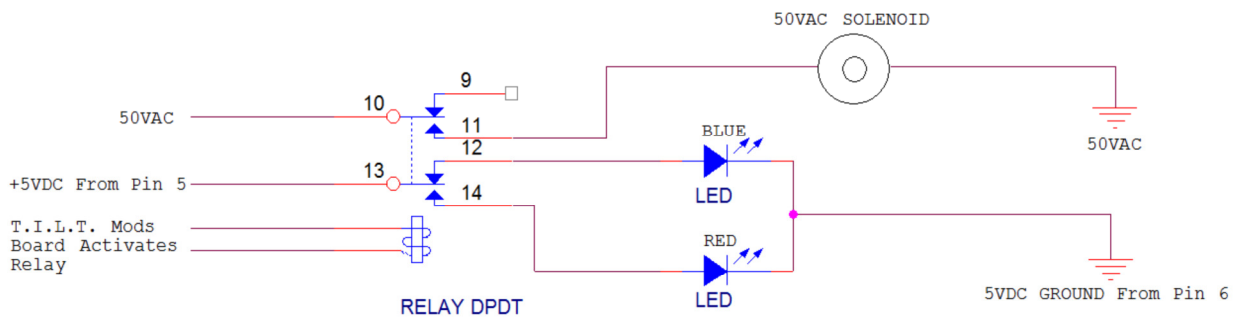 50VAC SOLENOID
9
10
50VAC
11
BLUE
12
50VAC
13
+5VDC From Pin 5
LED
14
T.I.L.T. Mods
Board Activates
Relay
RED
5VDC GROUND From Pin 6
LED
RELAY DPDT